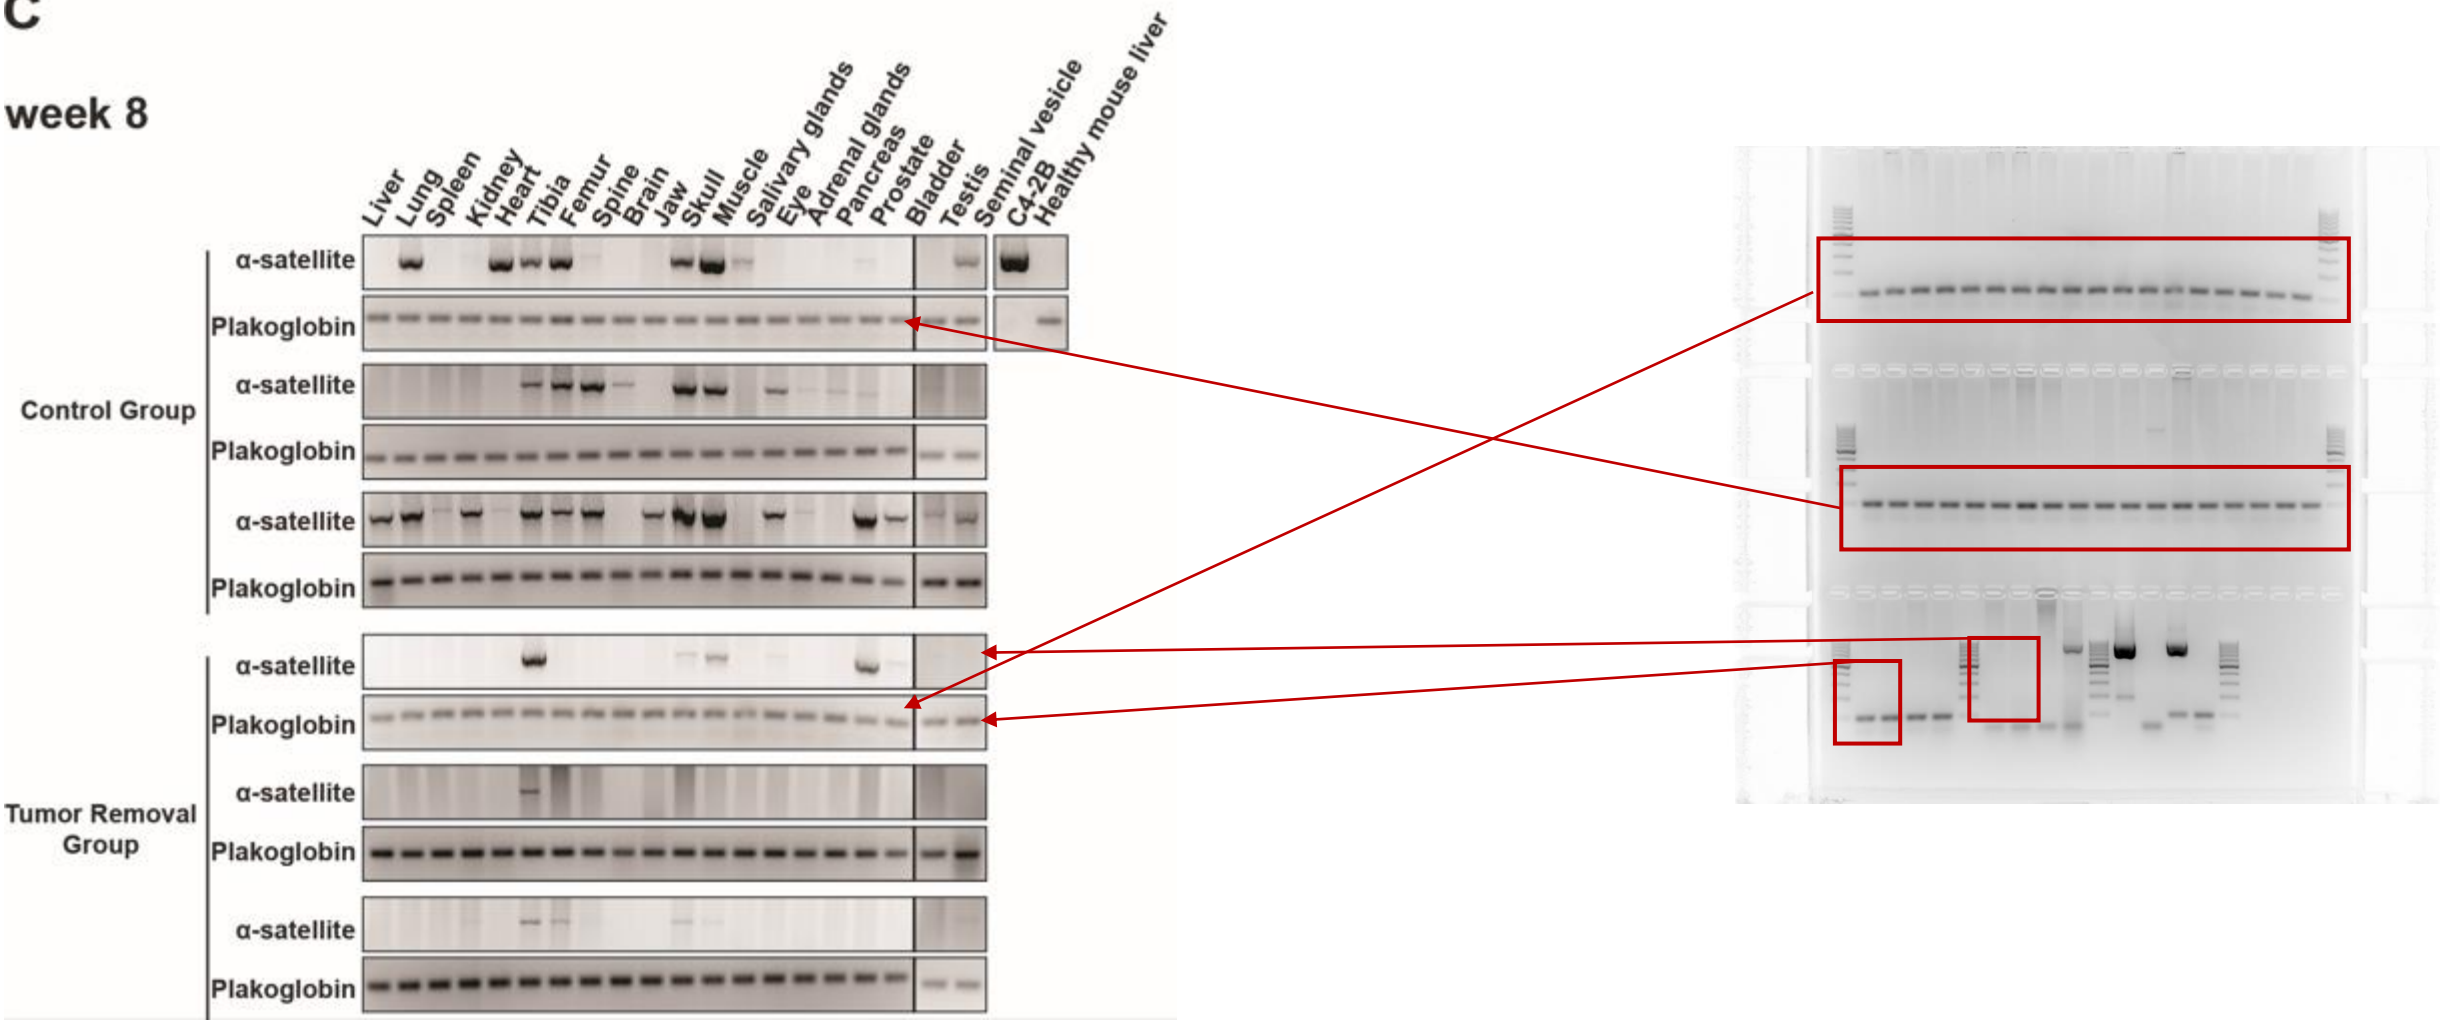 C
week 8
Liver
Lung
Spleen
Kidney
Heart
Tibia
Femur
Spine
Brain
Jaw
Skull
Muscle
Salivary glands
Eye
Adrenal glands
Pancreas
Prostate
Bladder
Testis
Seminal vesicle
C4-2B
Healthy mouse liver
Control Group
α-satellite
Plakoglobin
α-satellite
Plakoglobin
α-satellite
Plakoglobin
Tumor Removal
Group
α-satellite
Plakoglobin
α-satellite
Plakoglobin
α-satellite
Plakoglobin